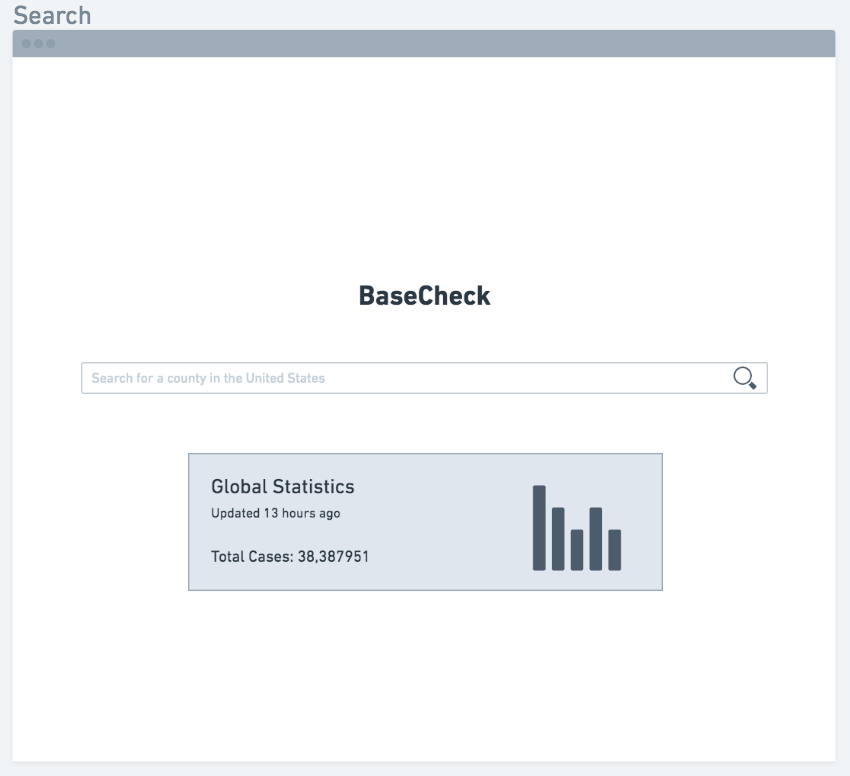 Search
BaseCheck
Search for a county in the United States
Global Statistics
Updated 13 hours ago
Total Cases: 38,387951